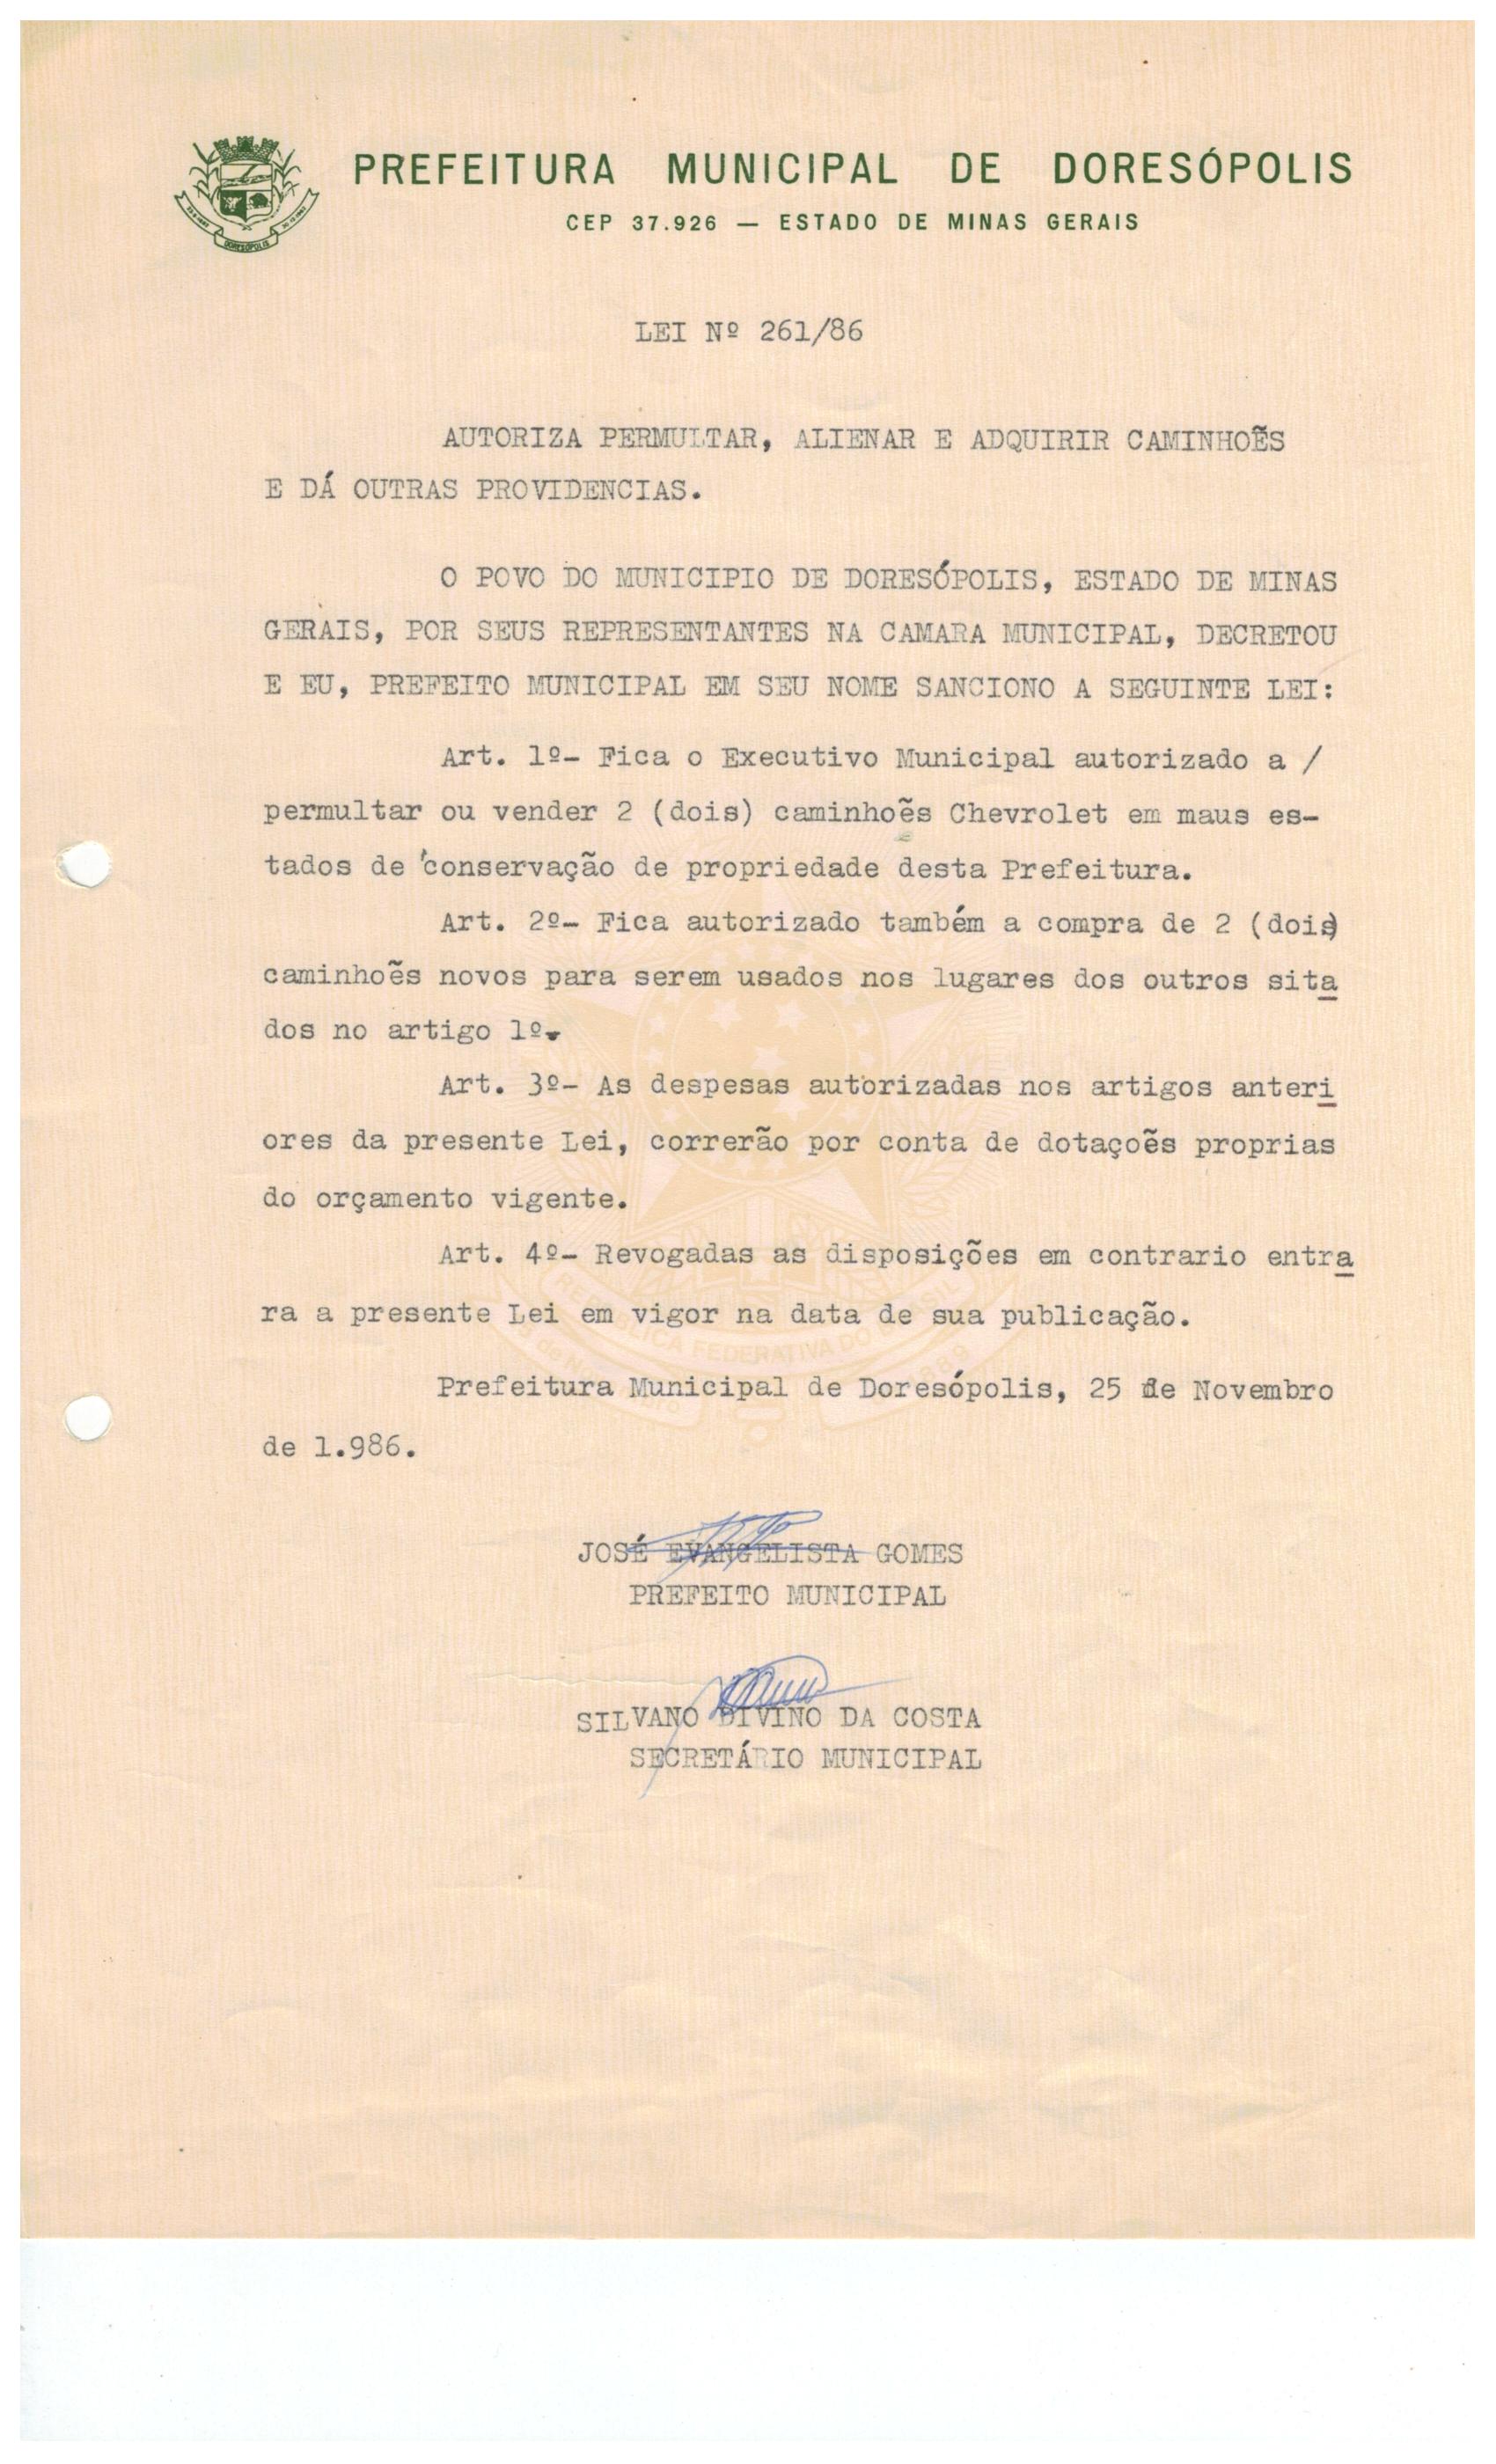 PREFEITURA MUNICIPAL DE DORESÓPOLIS
CEP 37.926 — ESTADO DE MINAS GERAIS
DORESÓPOLIS
LEI Nº 261/86
AUTORIZA PERMULTAR, ALIENAR E ADQUIRIR CAMINHOẼS
E DÁ OUTRAS PROVIDENCIAS.
O POVO DO MUNICIPIO DE DORESÓPOLIS, ESTADO DE MINAS
GERAIS, POR SEUS REPRESENTANTES NA CAMARA MUNICIPAL, DECRETOU
E EU, PREFEITO MUNICIPAL EM SEU NOME SANCIONO A SEGUINTE LEI:
Art. 1º- Fica o Executivo Municipal autorizado a /
permultar ou vender 2 (dois) caminhoẽs Chevrolet em maus es-
tados de conservação de propriedade desta Prefeitura.
Art. 2º- Fica autorizado também a compra de 2 (dois)
caminhoẽs novos para serem usados nos lugares dos outros sita
dos no artigo 1º.
Art. 3º- As despesas autorizadas nos artigos anteri
ores da presente Lei, correrão por conta de dotaçoẽs proprias
do orçamento vigente.
Art. 4º- Revogadas as disposições em contrario entra
ra a presente Lei em vigor na data de sua publicação.
Prefeitura Municipal de Doresópolis, 25 de Novembro
de 1.986.
JOSÉ EVANGELISTA GOMES
PREFEITO MUNICIPAL
SILVANO DIVINO DA COSTA
SECRETÁRIO MUNICIPAL